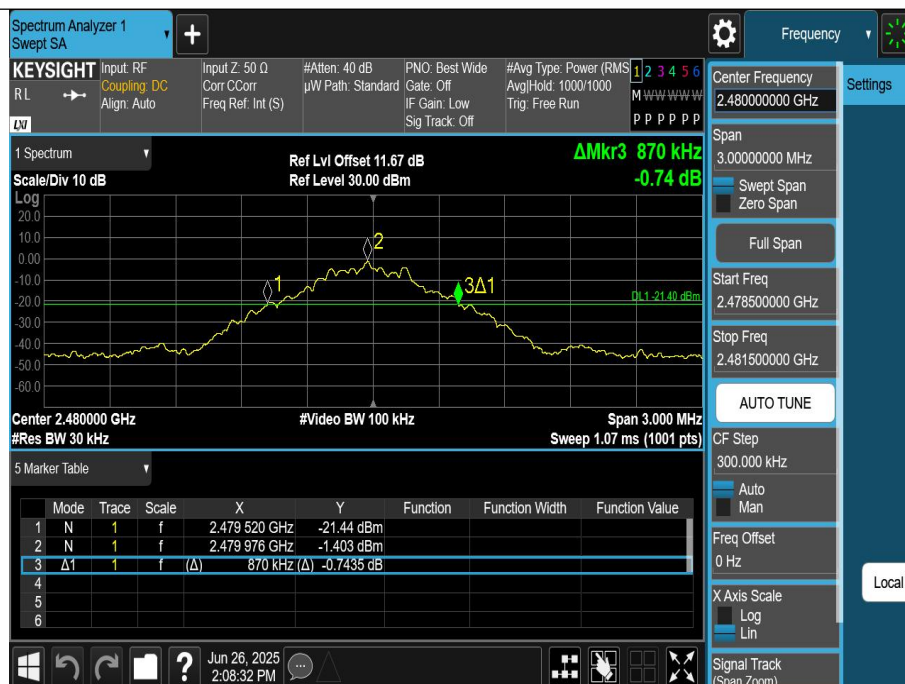 Spectrum Analyzer 1
Swept SA
+
Frequency
KEYSIGHT
RL
LXI
Input: RF
Coupling: DC
Align: Auto
Input Z: 50 Ω
Corr CCorr
Freq Ref: Int (S)
#Atten: 40 dB
µW Path: Standard
PNO: Best Wide
Gate: Off
IF Gain: Low
Sig Track: Off
#Avg Type: Power (RMS
Avg|Hold: 1000/1000
Trig: Free Run
1 2 3 4 5 6
M W W W W W
P P P P P P
1 Spectrum
Scale/Div 10 dB
Ref Lvl Offset 11.67 dB
Ref Level 30.00 dBm
ΔMkr3 870 kHz
-0.74 dB
Log
20.0
10.0
0.00
-10.0
-20.0
-30.0
-40.0
-50.0
-60.0
1
2
3Δ1
DL1 -21.40 dBm
Center 2.480000 GHz
#Video BW 100 kHz
Span 3.000 MHz
#Res BW 30 kHz
Sweep 1.07 ms (1001 pts)
5 Marker Table
Mode Trace Scale X Y Function Function Width Function Value
1 N 1 f 2.479 520 GHz -21.44 dBm
2 N 1 f 2.479 976 GHz -1.403 dBm
3 Δ1 1 f (Δ) 870 kHz (Δ) -0.7435 dB
4
5
6
?
Jun 26, 2025
2:08:32 PM
Center Frequency
2.480000000 GHz
Settings
Span
3.00000000 MHz
Swept Span
Zero Span
Full Span
Start Freq
2.478500000 GHz
Stop Freq
2.481500000 GHz
AUTO TUNE
CF Step
300.000 kHz
Auto
Man
Freq Offset
0 Hz
Local
X Axis Scale
Log
Lin
Signal Track
(Span Zoom)